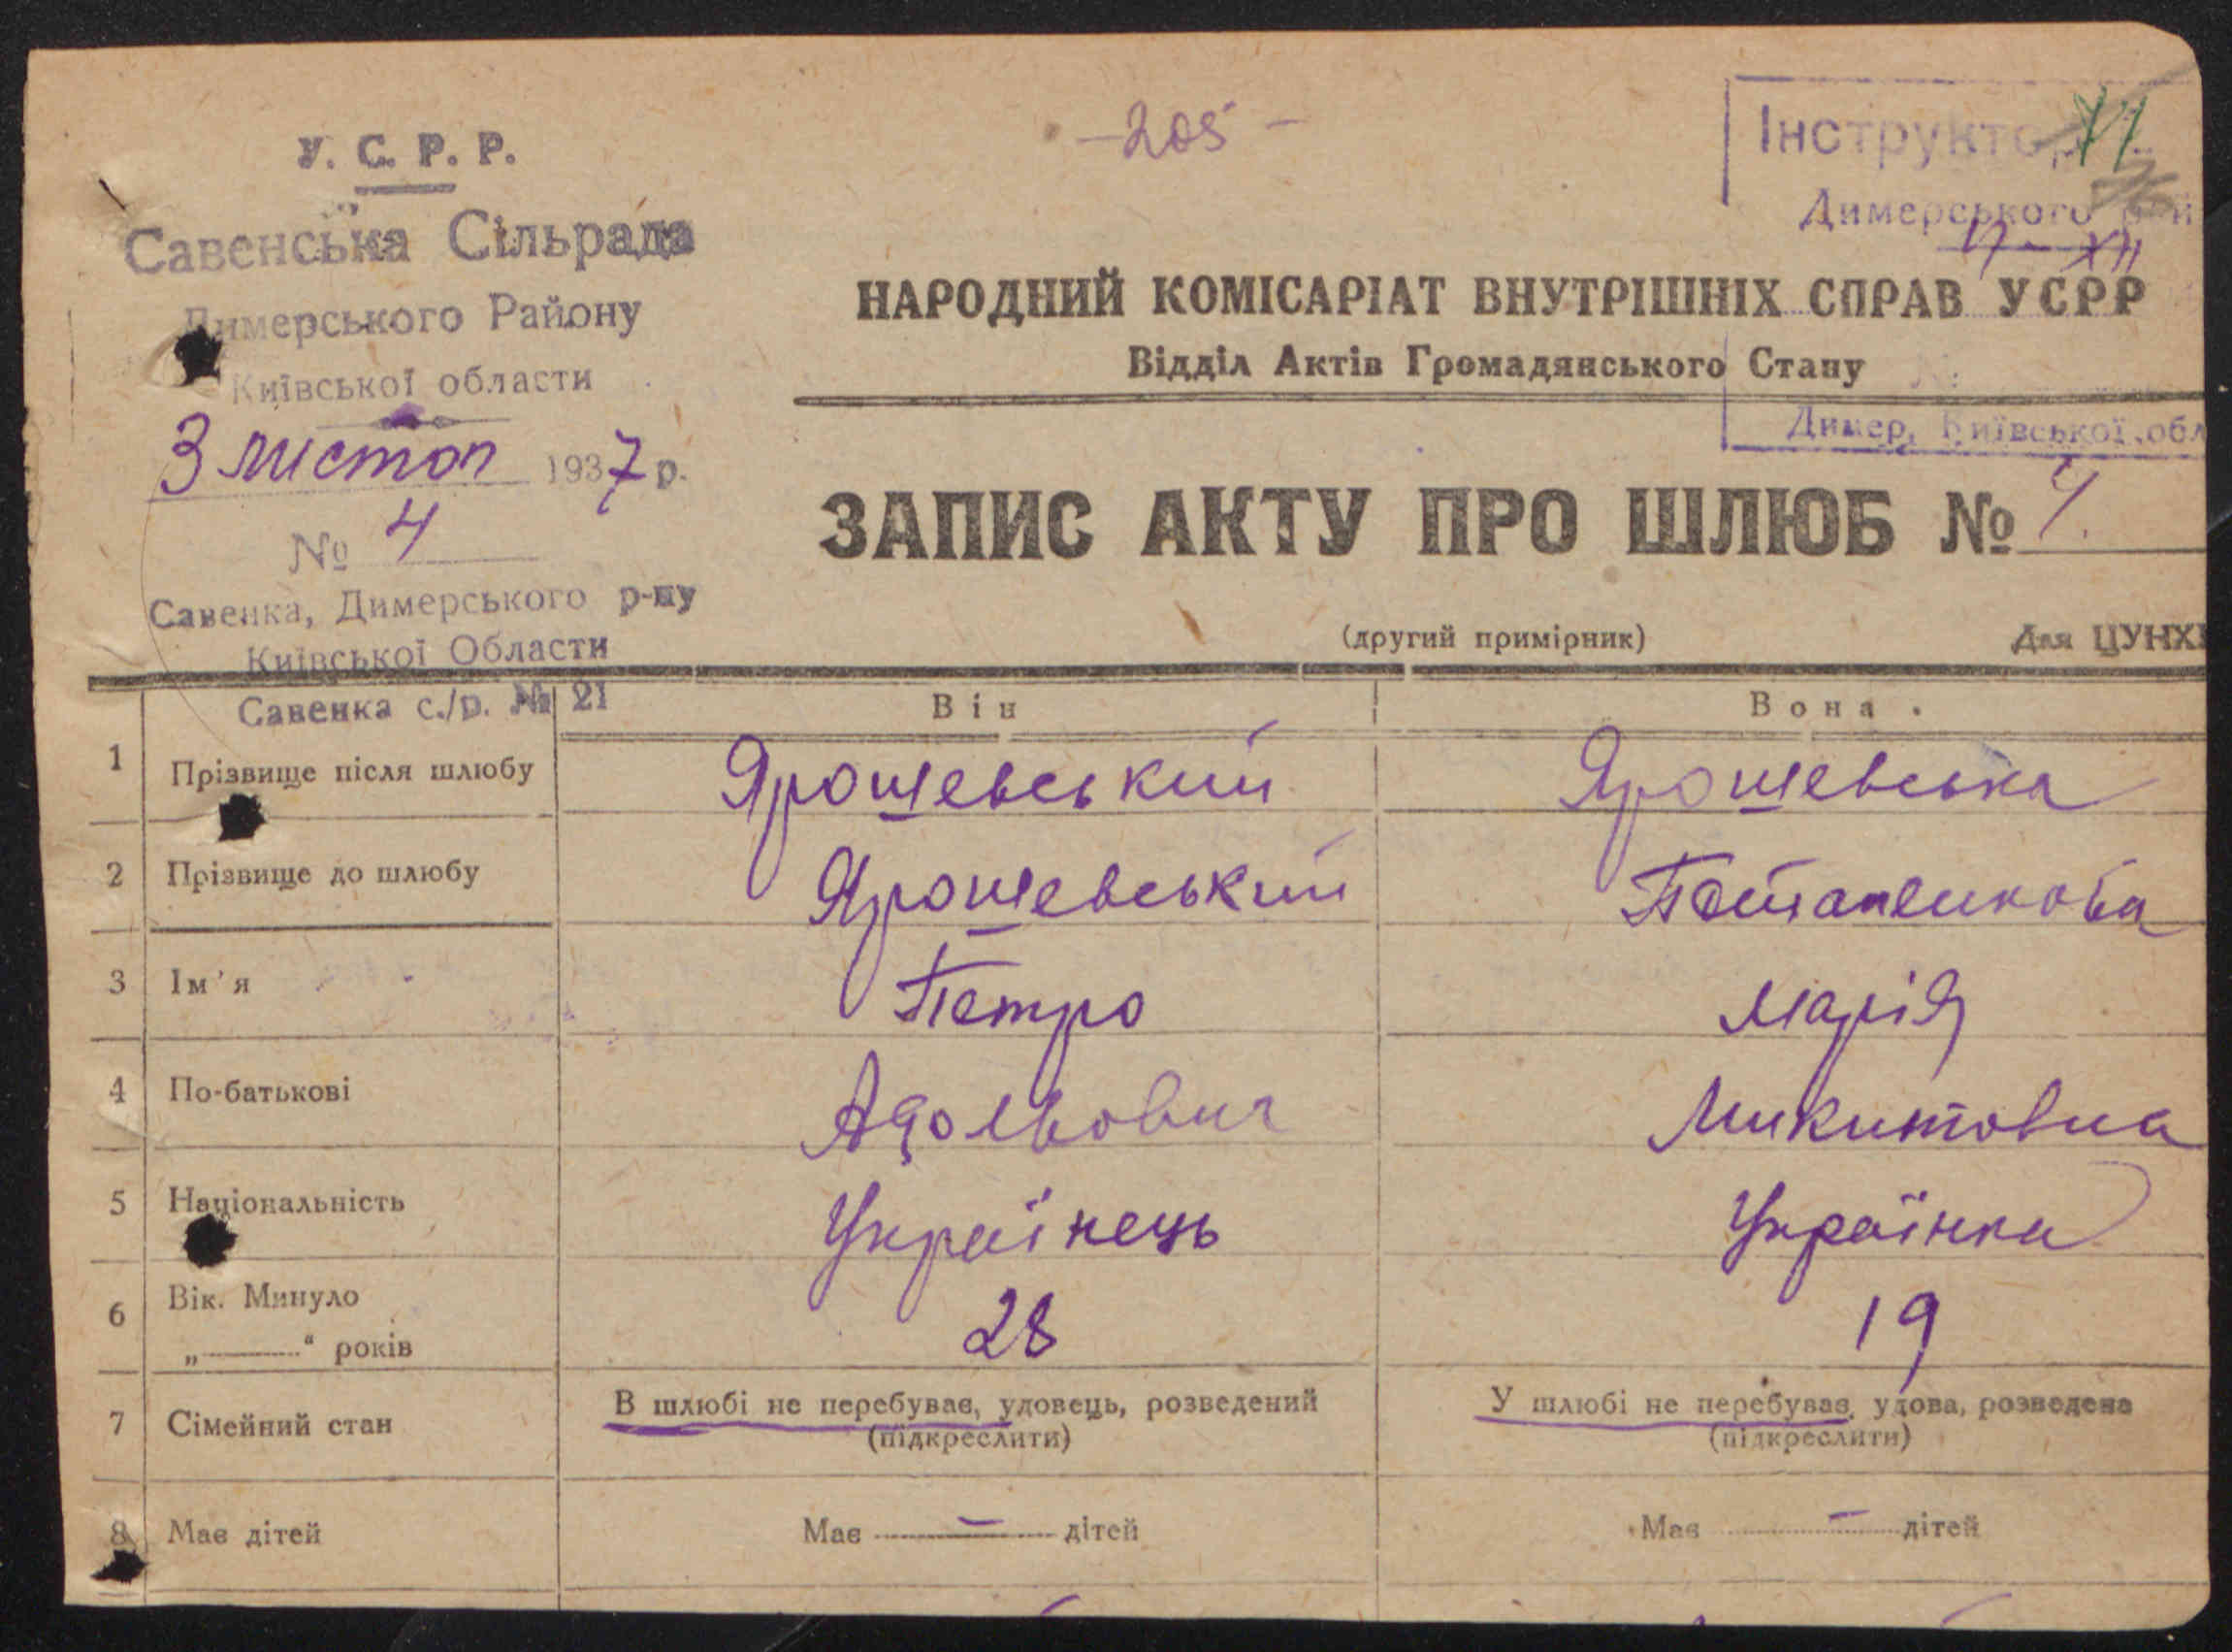 У. С. Р. Р.
Савенська Сільрада
Димерського Району
Київської области
3 листоп 1937 р.
№ 4
Савенка, Димерського р-ну
Київської Области
Савенка с./р. № 21
-205-
Інструктор
Димерського
17-XII
НАРОДНИЙ КОМІСАРІАТ ВНУТРІШНІХ СПРАВ УСРР
Відділ Актів Громадянського Стану
Димер, Київської обл
ЗАПИС АКТУ ПРО ШЛЮБ № 4.
(другий примірник) Для ЦУНХ
Він Вона.
1 Прізвище після шлюбу Ярошевський Ярошевська
2 Прізвище до шлюбу Ярошевський
3 Ім'я Петро Марія
4 По-батькові Адольвович Микитовна
5 Національність Українець Українка
6 Вік. Минуло
„———“ років 28 19
7 Сімейний стан В шлюбі не перебуває, удовець, розведений У шлюбі не перебуває, удова, розведена
(підкреслити) (підкреслити)
8 Має дітей Має — дітей Має — дітей